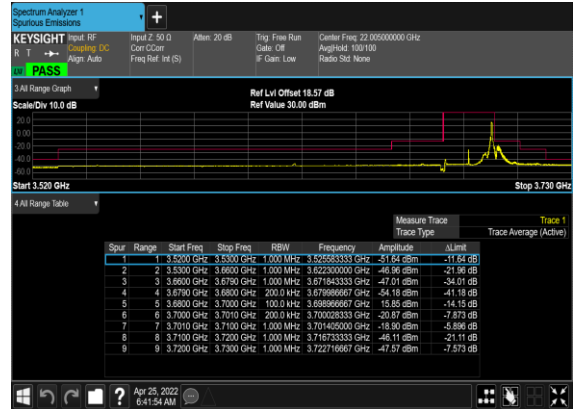 Spectrum Analyzer 1
Spurious Emissions
KEYSIGHT Input: RF Input Z: 50 Ω Atten: 20 dB Trig: Free Run Center Freq: 22.005000000 GHz
R T Coupling: DC Corr CCorr Gate: Off Avg|Hold: 100/100
Align: Auto Freq Ref: Int (S) IF Gain: Low Radio Std: None
PASS
3 All Range Graph
Scale/Div 10.0 dB
Ref Lvl Offset 18.57 dB
Ref Value 30.00 dBm
20.0
0.00
-20.0
-40.0
-60.0
Start 3.520 GHz Stop 3.730 GHz
4 All Range Table
Measure Trace Trace 1
Trace Type Trace Average (Active)
Spur Range Start Freq Stop Freq RBW Frequency Amplitude ΔLimit
1 1 3.5200 GHz 3.5300 GHz 1.000 MHz 3.525583333 GHz -51.64 dBm -11.64 dB
2 2 3.5300 GHz 3.6600 GHz 1.000 MHz 3.622300000 GHz -46.96 dBm -21.96 dB
3 3 3.6600 GHz 3.6790 GHz 1.000 MHz 3.671843333 GHz -47.01 dBm -34.01 dB
4 4 3.6790 GHz 3.6800 GHz 200.0 kHz 3.679986667 GHz -54.18 dBm -41.18 dB
5 5 3.6800 GHz 3.7000 GHz 100.0 kHz 3.698966667 GHz 15.85 dBm -14.15 dB
6 6 3.7000 GHz 3.7010 GHz 200.0 kHz 3.700028333 GHz -20.87 dBm -7.873 dB
7 7 3.7010 GHz 3.7100 GHz 1.000 MHz 3.701405000 GHz -18.90 dBm -5.896 dB
8 8 3.7100 GHz 3.7200 GHz 1.000 MHz 3.716733333 GHz -46.11 dBm -21.11 dB
9 9 3.7200 GHz 3.7300 GHz 1.000 MHz 3.722716667 GHz -47.57 dBm -7.573 dB
Apr 25, 2022
6:41:54 AM